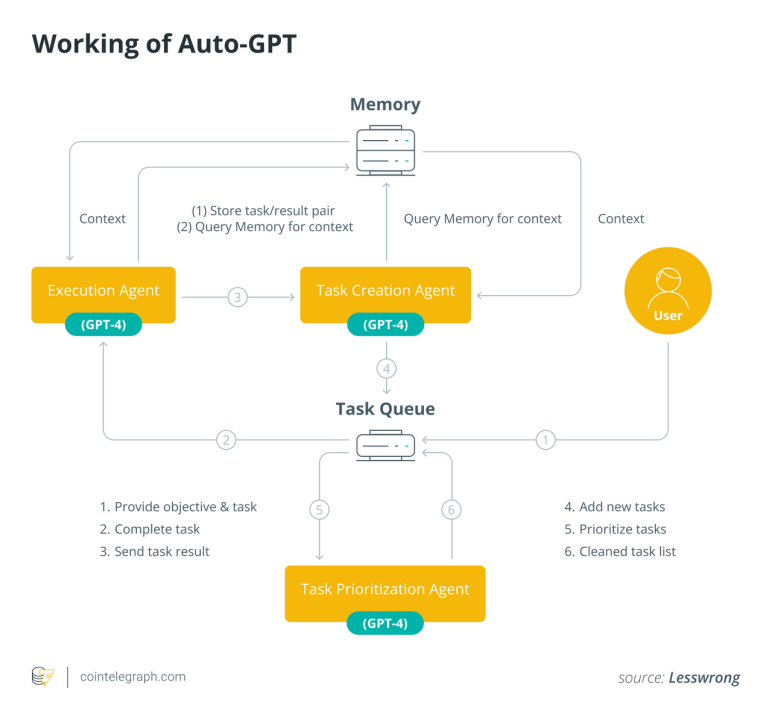 Working of Auto-GPT
Memory
Context
(1) Store task/result pair
(2) Query Memory for context
Query Memory for context
Context
Execution Agent
(GPT-4)
3
Task Creation Agent
(GPT-4)
User
4
Task Queue
2
1
1. Provide objective & task
2. Complete task
3. Send task result
5
6
4. Add new tasks
5. Prioritize tasks
6. Cleaned task list
Task Prioritization Agent
(GPT-4)
cointelegraph.com
source: Lesswrong